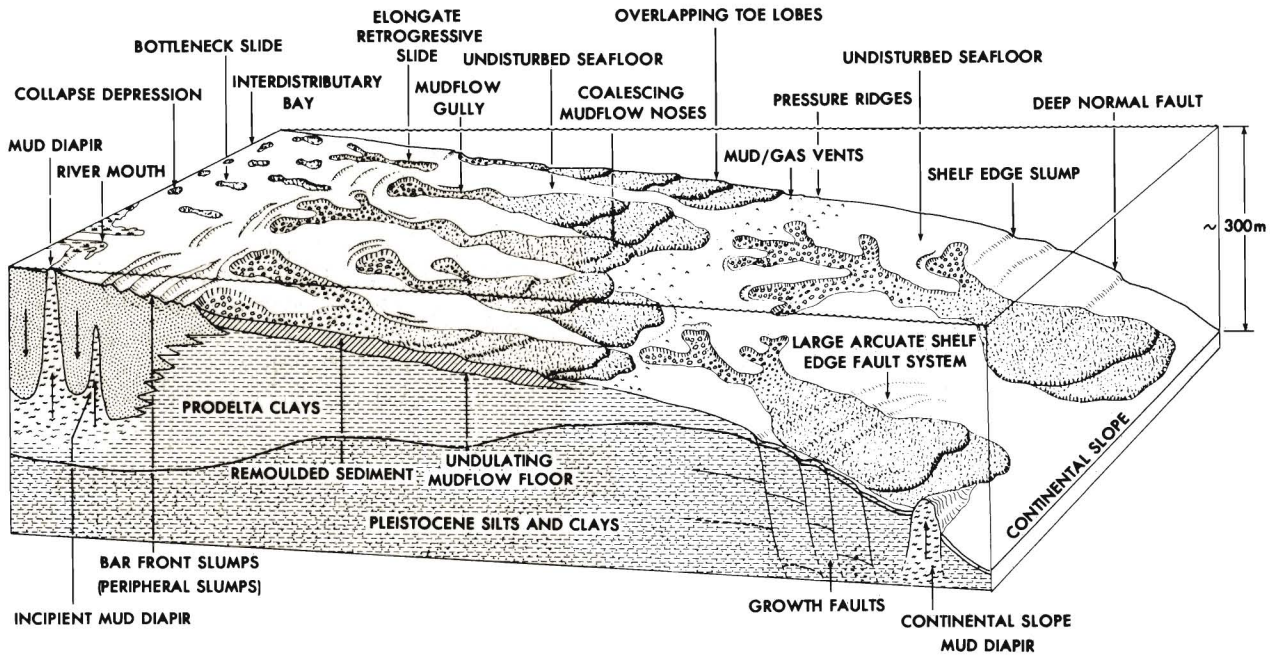 OVERLAPPING TOE LOBES
ELONGATE
RETROGRESSIVE
SLIDE
BOTTLENECK SLIDE
UNDISTURBED SEAFLOOR
UNDISTURBED SEAFLOOR
INTERDISTRIBUTARY
BAY
MUDFLOW
GULLY
COALESCING
MUDFLOW NOSES
COLLAPSE DEPRESSION
PRESSURE RIDGES
DEEP NORMAL FAULT
MUD DIAPIR
RIVER MOUTH
MUD/GAS VENTS
SHELF EDGE SLUMP
~ 300m
LARGE ARCUATE SHELF
EDGE FAULT SYSTEM
PRODELTA CLAYS
REMOULDED SEDIMENT
UNDULATING
MUDFLOW FLOOR
CONTINENTAL SLOPE
PLEISTOCENE SILTS AND CLAYS
BAR FRONT SLUMPS
(PERIPHERAL SLUMPS)
INCIPIENT MUD DIAPIR
GROWTH FAULTS
CONTINENTAL SLOPE
MUD DIAPIR